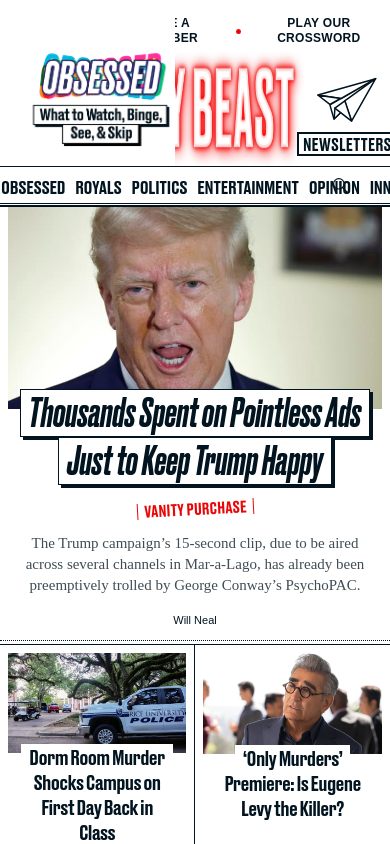 E A
BER
PLAY OUR
CROSSWORD
OBSESSED
What to Watch, Binge,
See, & Skip
Y BEAST
NEWSLETTERS
OBSESSED ROYALS POLITICS ENTERTAINMENT OPINION INN
Thousands Spent on Pointless Ads
Just to Keep Trump Happy
VANITY PURCHASE
The Trump campaign’s 15-second clip, due to be aired
across several channels in Mar-a-Lago, has already been
preemptively trolled by George Conway’s PsychoPAC.
Will Neal
RICE UNIVERSITY
POLICE
Dorm Room Murder
Shocks Campus on
First Day Back in
Class
‘Only Murders’
Premiere: Is Eugene
Levy the Killer?